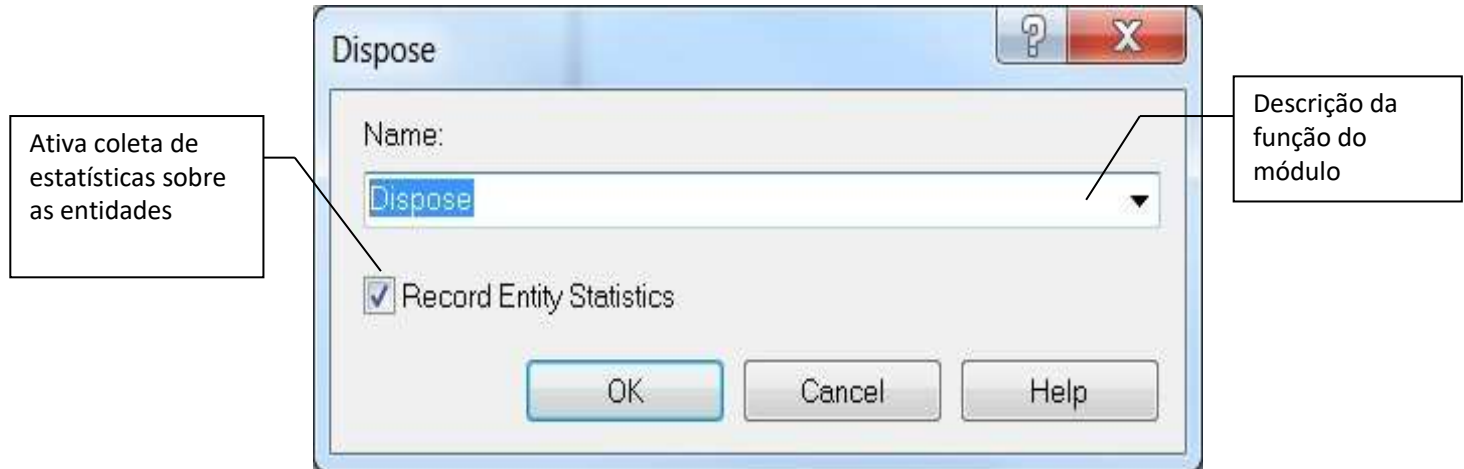 Dispose
Ativa coleta de
estatísticas sobre
as entidades
Name:
Dispose
Descrição da
função do
módulo
Record Entity Statistics
OK
Cancel
Help